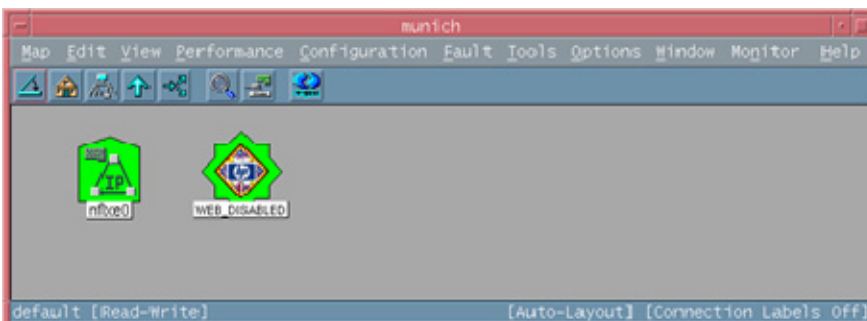 munich
Map Edit View Performance Configuration Fault Tools Options Window Monitor Help
IP
hp
WEB_DISABLED
default [Read-Write] [Auto-Layout] [Connection Labels Off]